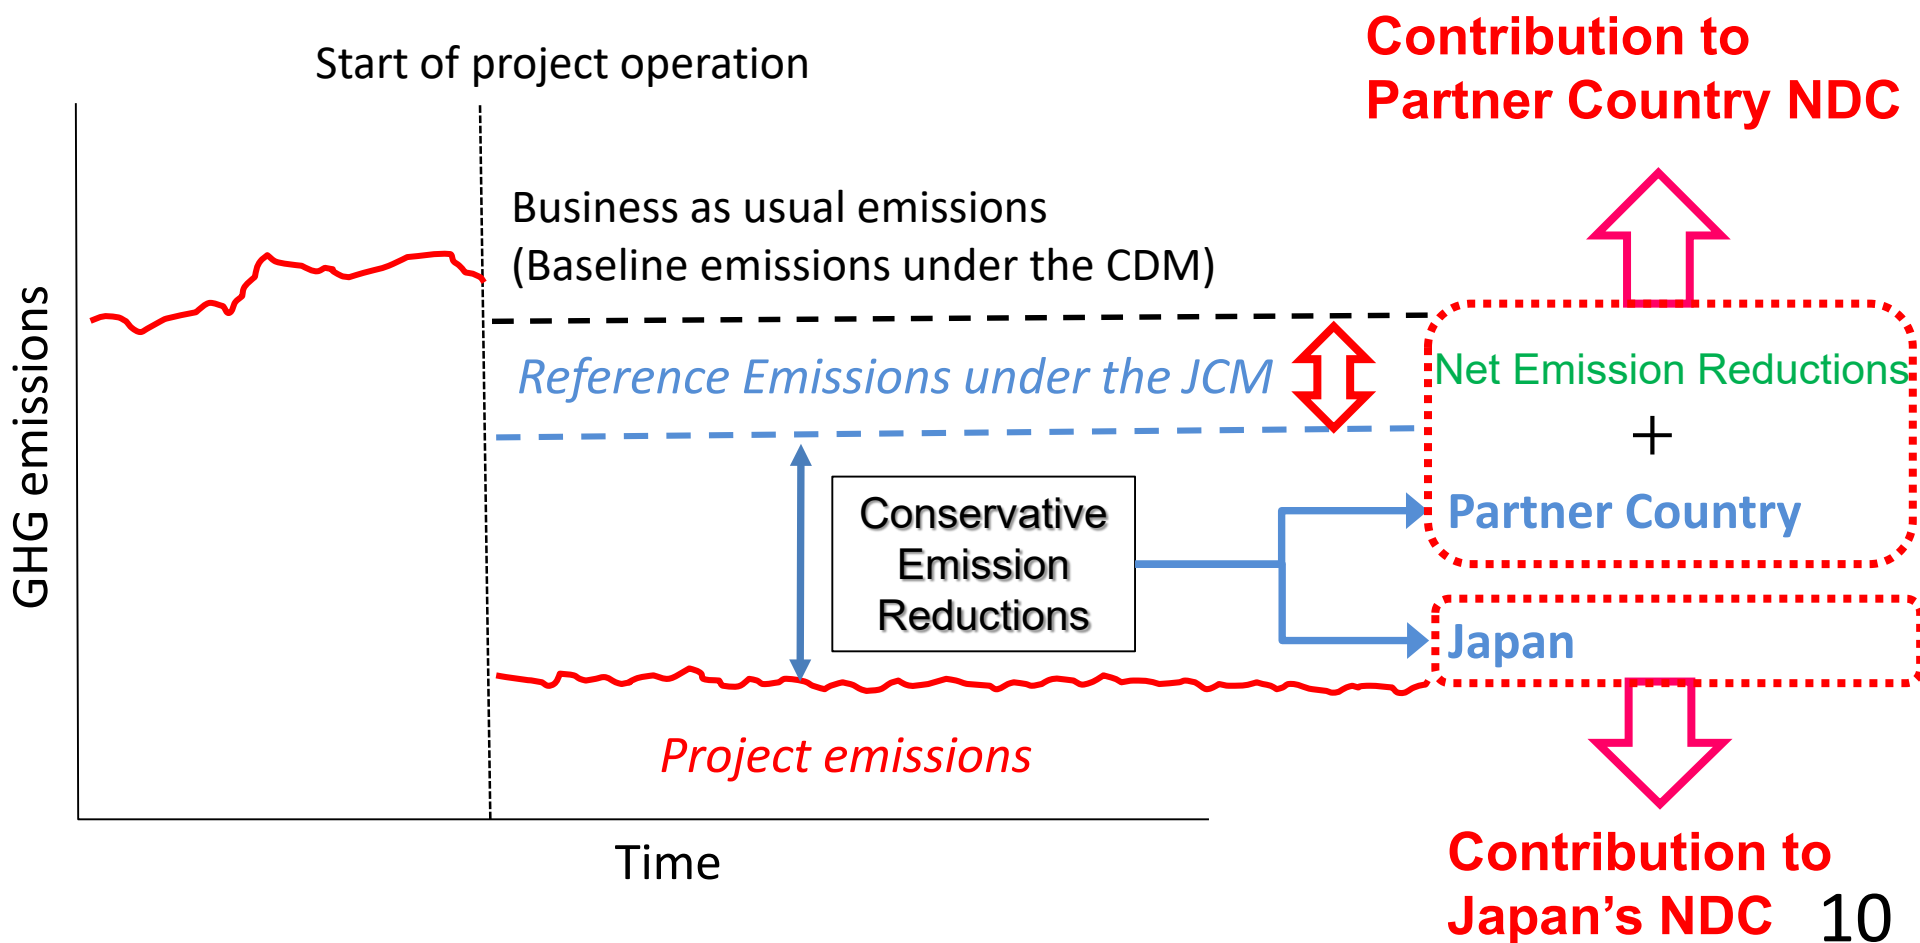 Contribution to
Partner Country NDC
Start of project operation
Business as usual emissions
(Baseline emissions under the CDM)
Reference Emissions under the JCM
Net Emission Reductions
+
Partner Country
Conservative
Emission
Reductions
Japan
Project emissions
GHG emissions
Time
Contribution to
Japan’s NDC
10